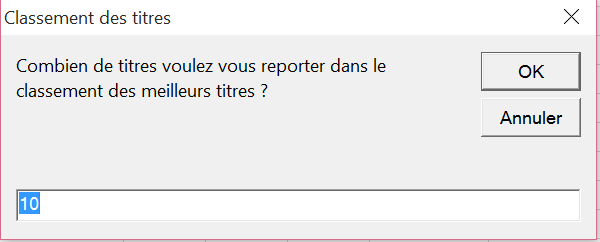 Classement des titres
Combien de titres voulez vous reporter dans le
classement des meilleurs titres ?
OK
Annuler
10